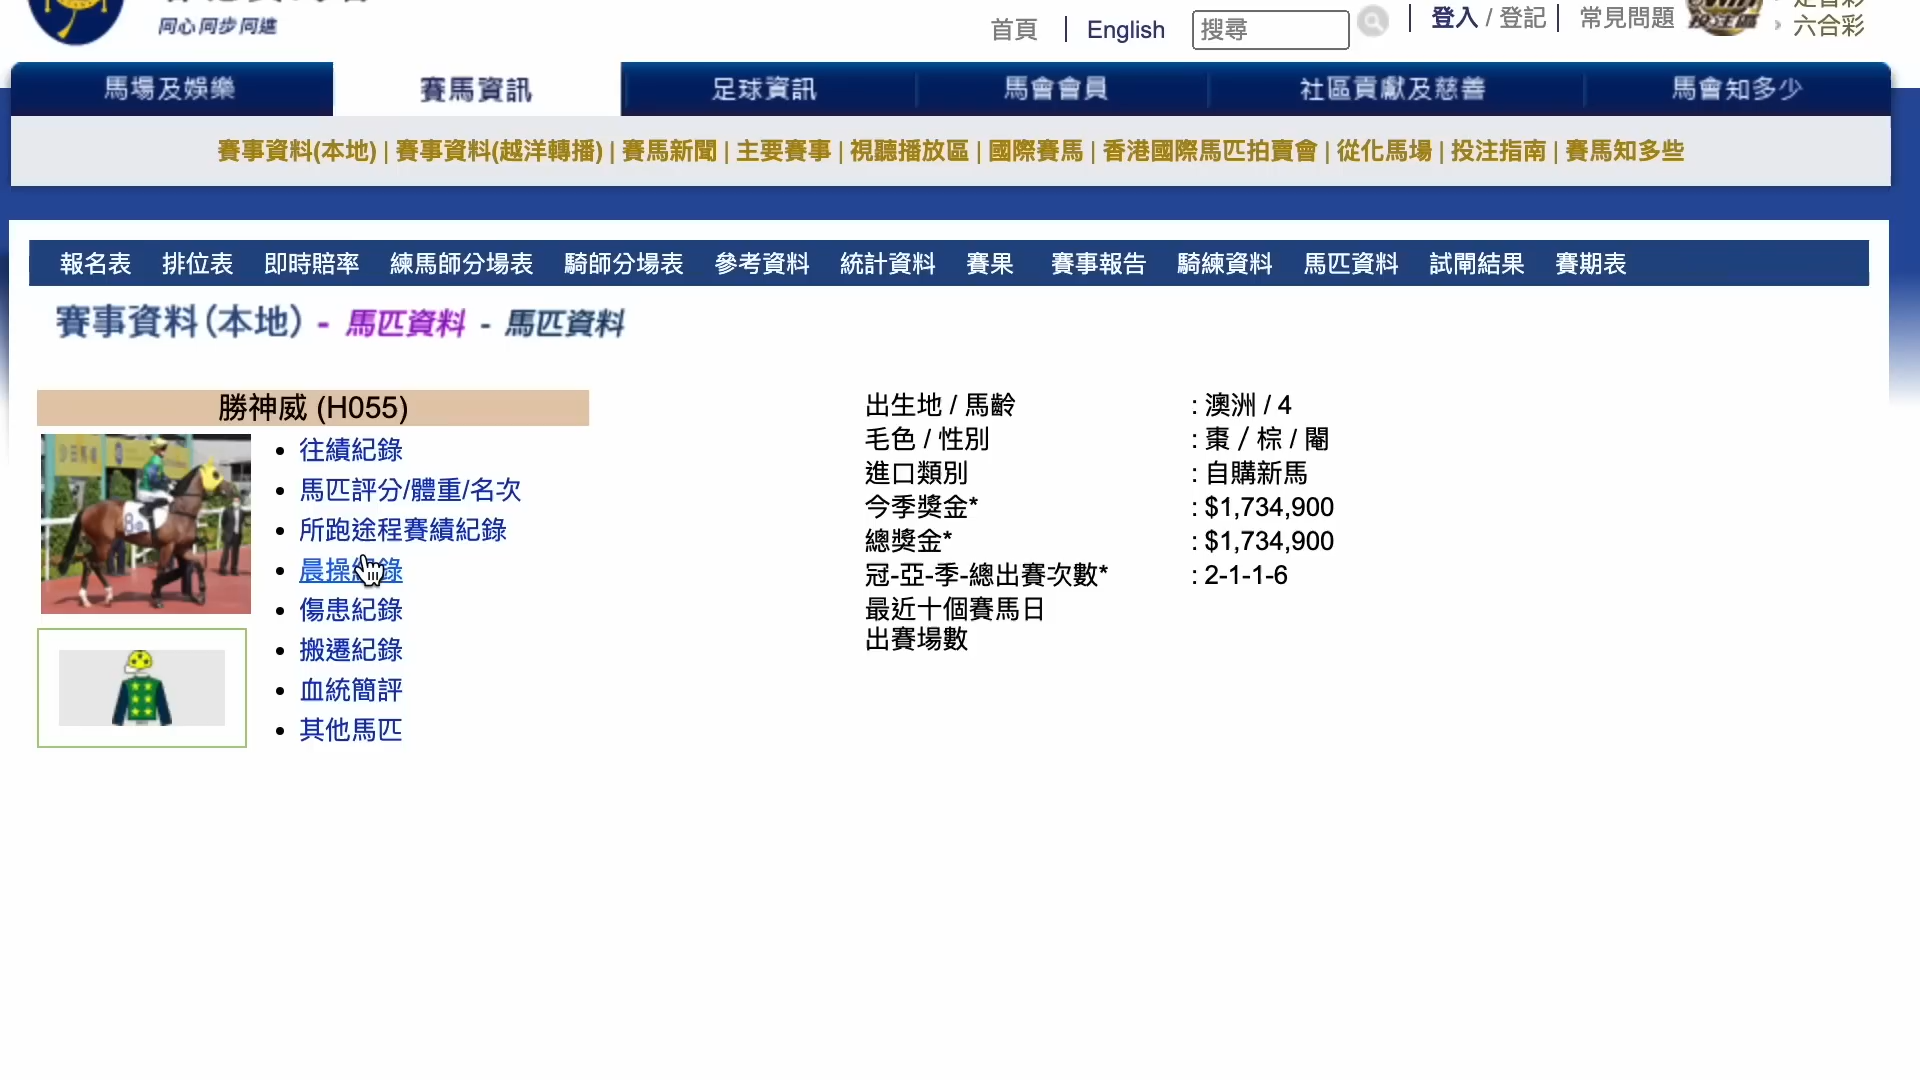 同心同步同進
首頁 | English 搜尋 | 登入 / 登記 | 常見問題
六合彩
馬場及娛樂 賽馬資訊 足球資訊 馬會會員 社區貢獻及慈善 馬會知多少
賽事資料(本地) | 賽事資料(越洋轉播) | 賽馬新聞 | 主要賽事 | 視聽播放區 | 國際賽馬 | 香港國際馬匹拍賣會 | 從化馬場 | 投注指南 | 賽馬知多些
報名表 排位表 即時賠率 練馬師分場表 騎師分場表 參考資料 統計資料 賽果 賽事報告 騎練資料 馬匹資料 試閘結果 賽期表
賽事資料(本地) - 馬匹資料 - 馬匹資料
勝神威 (H055)
往績紀錄
馬匹評分/體重/名次
所跑途程賽績紀錄
晨操紀錄
傷患紀錄
搬遷紀錄
血統簡評
其他馬匹
出生地 / 馬齡 : 澳洲 / 4
毛色 / 性別 : 棗 / 棕 / 閹
進口類別 : 自購新馬
今季獎金* : $1,734,900
總獎金* : $1,734,900
冠-亞-季-總出賽次數* : 2-1-1-6
最近十個賽馬日
出賽場數